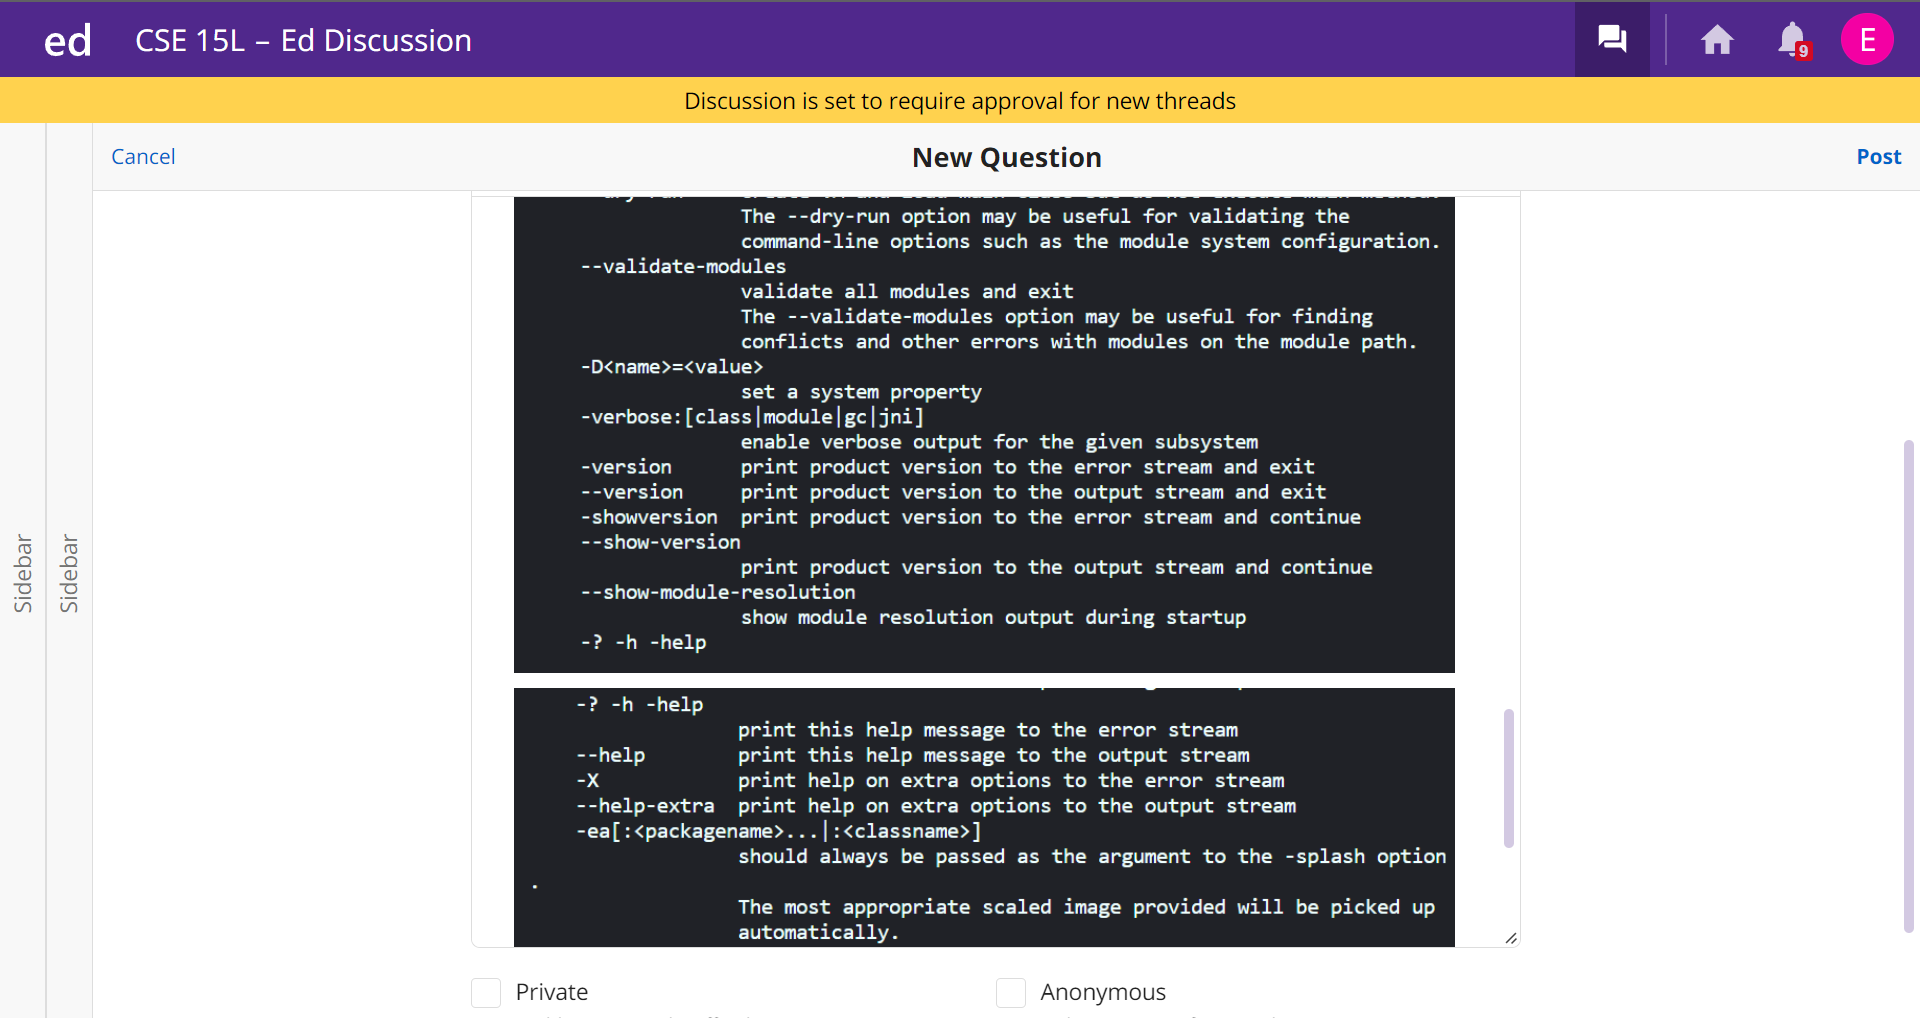 ed CSE 15L – Ed Discussion 9 E
Discussion is set to require approval for new threads
Cancel New Question Post
Sidebar
Sidebar
The --dry-run option may be useful for validating the
command-line options such as the module system configuration.
--validate-modules
validate all modules and exit
The --validate-modules option may be useful for finding
conflicts and other errors with modules on the module path.
-D<name>=<value>
set a system property
-verbose:[class|module|gc|jni]
enable verbose output for the given subsystem
-version print product version to the error stream and exit
--version print product version to the output stream and exit
-showversion print product version to the error stream and continue
--show-version
print product version to the output stream and continue
--show-module-resolution
show module resolution output during startup
-? -h -help
-? -h -help
print this help message to the error stream
--help print this help message to the output stream
-X print help on extra options to the error stream
--help-extra print help on extra options to the output stream
-ea[:<packagename>...|:<classname>]
should always be passed as the argument to the -splash option
.
The most appropriate scaled image provided will be picked up
automatically.
Private Anonymous